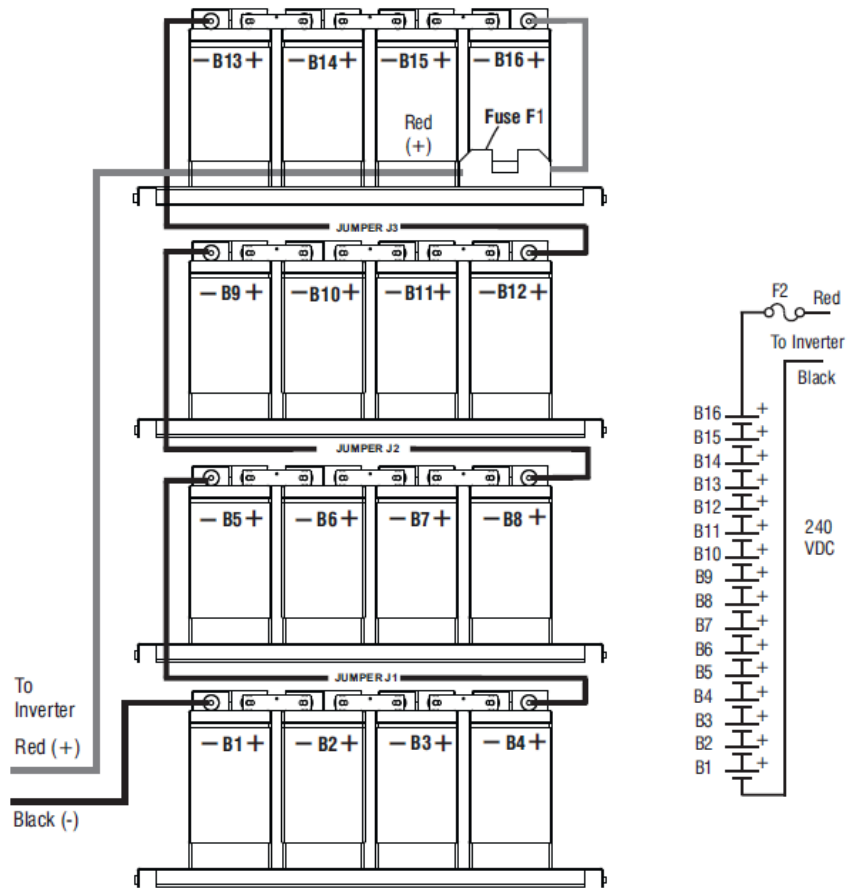 – B13 +
– B14 +
– B15 +
– B16 +
Red
(+)
Fuse F1
JUMPER J3
– B9 +
– B10 +
– B11 +
– B12 +
JUMPER J2
– B5 +
– B6 +
– B7 +
– B8 +
JUMPER J1
– B1 +
– B2 +
– B3 +
– B4 +
To
Inverter
Red (+)
Black (-)
F2
Red
To Inverter
Black
B16 +
B15 +
B14 +
B13 +
B12 +
B11 +
B10 +
B9 +
B8 +
B7 +
B6 +
B5 +
B4 +
B3 +
B2 +
B1 +
240
VDC